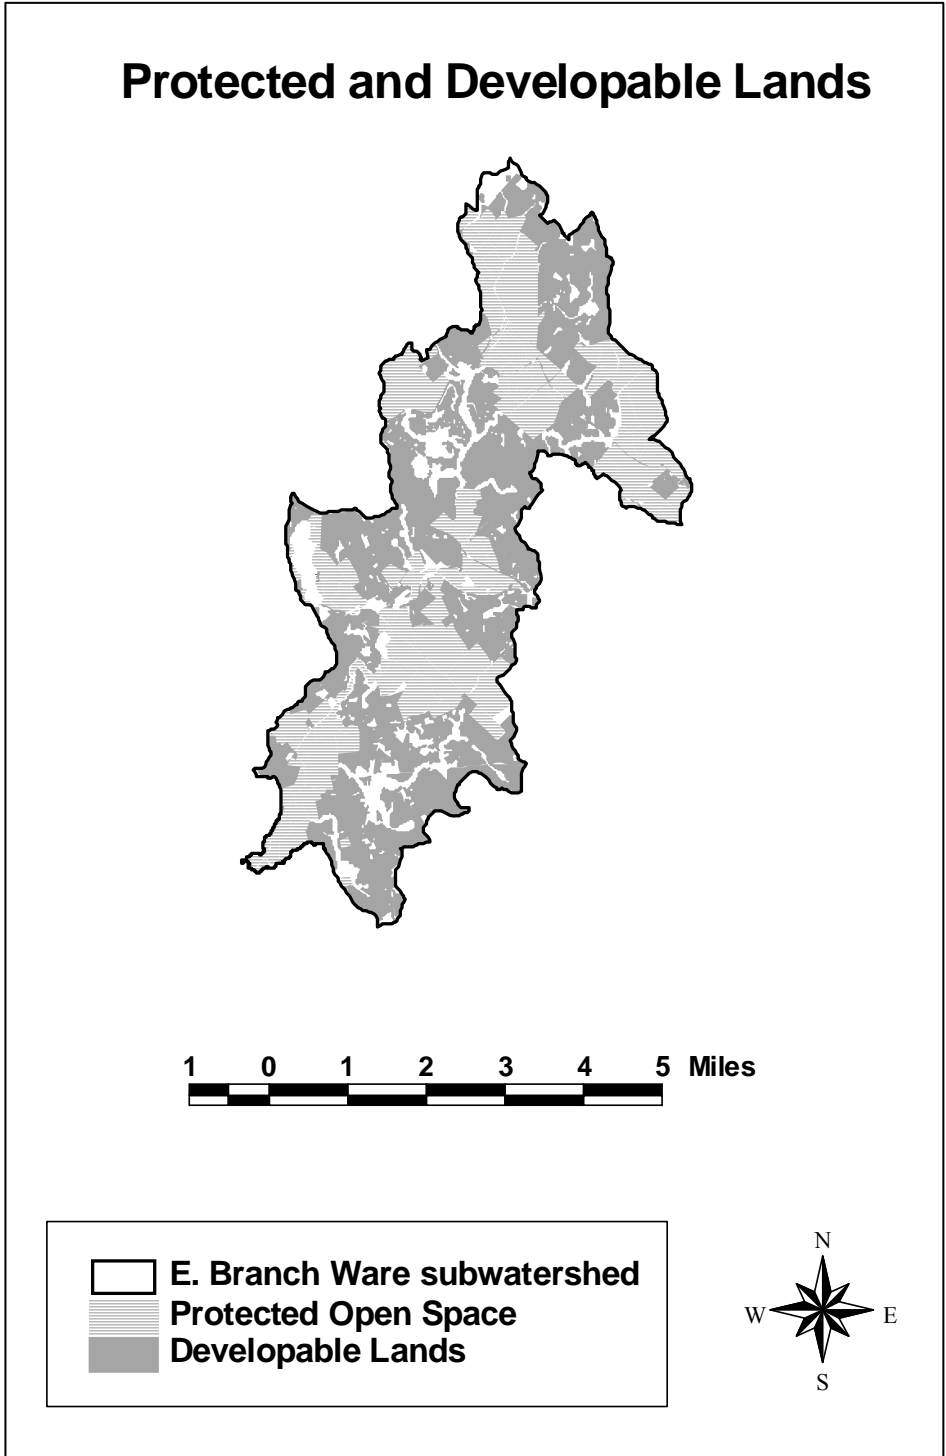 Protected and Developable Lands
1 0 1 2 3 4 5 Miles
E. Branch Ware subwatershed
Protected Open Space
Developable Lands
N
W E
S